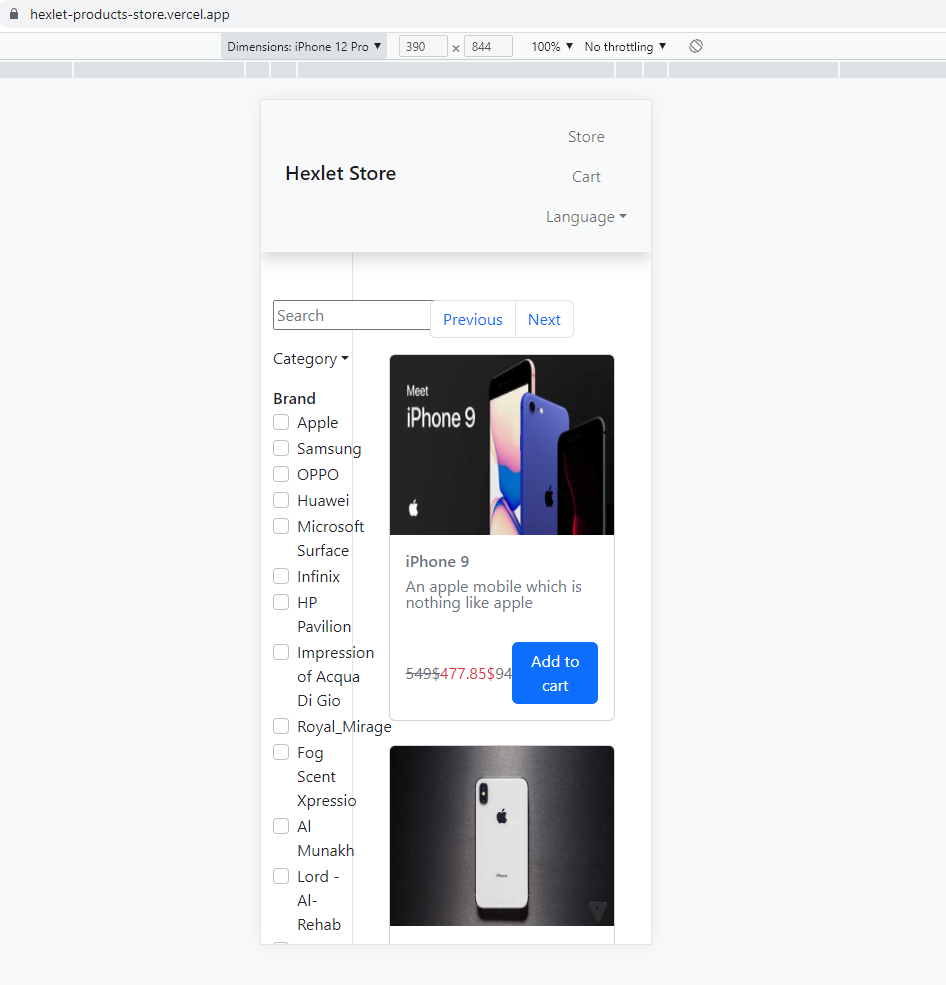 hexlet-products-store.vercel.app
Dimensions: iPhone 12 Pro ▼ 390 × 844 100% ▼ No throttling ▼
Store
Hexlet Store
Cart
Language
Search
Previous Next
Category
Brand
Apple
Samsung
OPPO
Huawei
Microsoft
Surface
Infinix
HP
Pavilion
Impression
of Acqua
Di Gio
Royal_Mirage
Fog
Scent
Xpressio
Al
Munakh
Lord -
Al-
Rehab
Meet
iPhone 9
iPhone 9
An apple mobile which is
nothing like apple
549$477.85$94
Add to
cart
iPhone